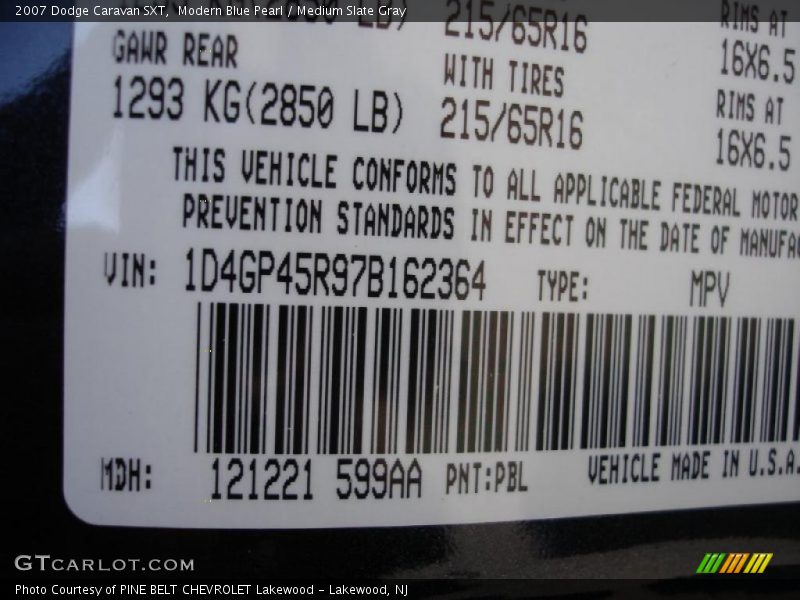 2007 Dodge Caravan SXT,  Modern Blue Pearl / Medium Slate Gray
LB) 215/65R16 RIMS AT
GAWR REAR WITH TIRES 16X6.5
1293 KG(2850 LB) 215/65R16 RIMS AT
16X6.5
THIS VEHICLE CONFORMS TO ALL APPLICABLE FEDERAL MOTOR
PREVENTION STANDARDS IN EFFECT ON THE DATE OF MANUFA
VIN: 1D4GP45R97B162364 TYPE: MPV
MDH: 121221 599AA PNT:PBL VEHICLE MADE IN U.S.A.
GTCARLOT.COM
Photo Courtesy of PINE BELT CHEVROLET Lakewood - Lakewood, NJ